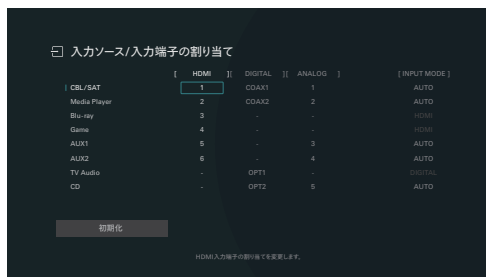 入力ソース/入力端子の割り当て
[ HDMI ][ DIGITAL ][ ANALOG ] [ INPUT MODE ]
CBL/SAT 1 COAX1 1 AUTO
Media Player 2 COAX2 2 AUTO
Blu-ray 3 - - HDMI
Game 4 - - HDMI
AUX1 5 - 3 AUTO
AUX2 6 - 4 AUTO
TV Audio - OPT1 - DIGITAL
CD - OPT2 5 AUTO
初期化
HDMI入力端子の割り当てを変更します。